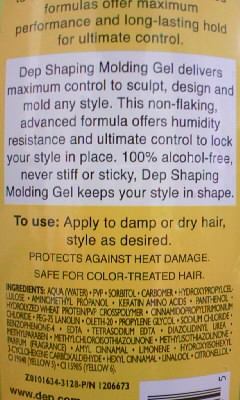 formulas offer maximum
performance and long-lasting hold
for ultimate control.
Dep Shaping Molding Gel delivers
maximum control to sculpt, design and
mold any style. This non-flaking,
advanced formula offers humidity
resistance and ultimate control to lock
your style in place. 100% alcohol-free,
never stiff or sticky, Dep Shaping
Molding Gel keeps your style in shape.
To use: Apply to damp or dry hair,
style as desired.
PROTECTS AGAINST HEAT DAMAGE.
SAFE FOR COLOR-TREATED HAIR.
INGREDIENTS: AQUA (WATER) • PVP • SORBITOL • CARBOMER • HYDROXYPROPYLCEL-
LULOSE • AMINOMETHYL PROPANOL • KERATIN AMINO ACIDS • PANTHENOL •
HYDROLYZED WHEAT PROTEIN/PVP CROSSPOLYMER • CINNAMIDOPROPYLTRIMONIUM
CHLORIDE • PEG-75 LANOLIN • OLETH-20 • PROPYLENE GLYCOL • SODIUM CHLORIDE •
BENZOPHENONE-4 • EDTA • TETRASODIUM EDTA • DIAZOLIDINYL UREA •
METHYLPARABEN • METHYLCHLOROISOTHIAZOLINONE • METHYLISOTHIAZOLINONE •
PARFUM (FRAGRANCE) • AMYL CINNAMAL • LIMONENE • HYDROXYISOHEXYL
3-CYCLOHEXENE CARBOXALDEHYDE • HEXYL CINNAMAL • LINALOOL • CITRONELLOL •
CI 19140 (YELLOW 5) • CI 15985 (YELLOW 6).
Z8101634-3128-P/N 1206673
www.dep.com
5